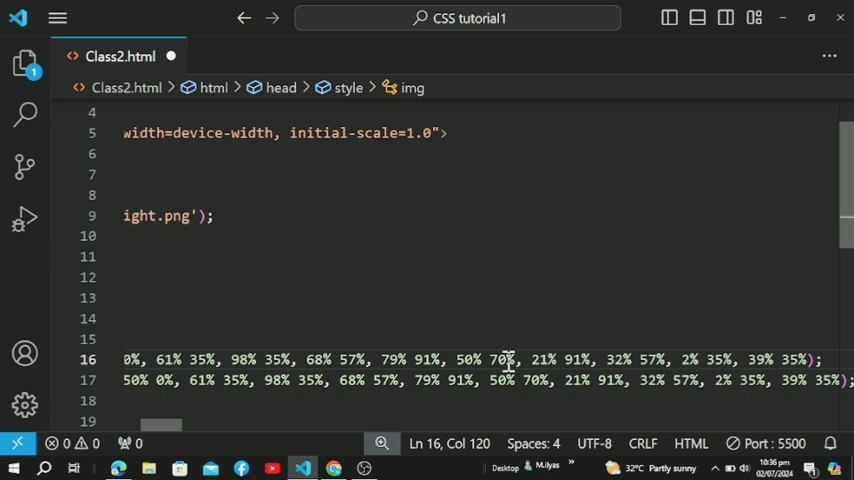 CSS tutorial1
Class2.html
Class2.html > html > head > style > img
1
4
5 width=device-width, initial-scale=1.0">
6
7
8
9 ight.png');
10
11
12
13
14
15
16 0%, 61% 35%, 98% 35%, 68% 57%, 79% 91%, 50% 70%, 21% 91%, 32% 57%, 2% 35%, 39% 35%);
17 50% 0%, 61% 35%, 98% 35%, 68% 57%, 79% 91%, 50% 70%, 21% 91%, 32% 57%, 2% 35%, 39% 35%);
18
19
0 0 0 Ln 16, Col 120 Spaces: 4 UTF-8 CRLF HTML Port : 5500
Desktop M.ilyas » 32°C Partly sunny 10:36 pm
02/07/2024